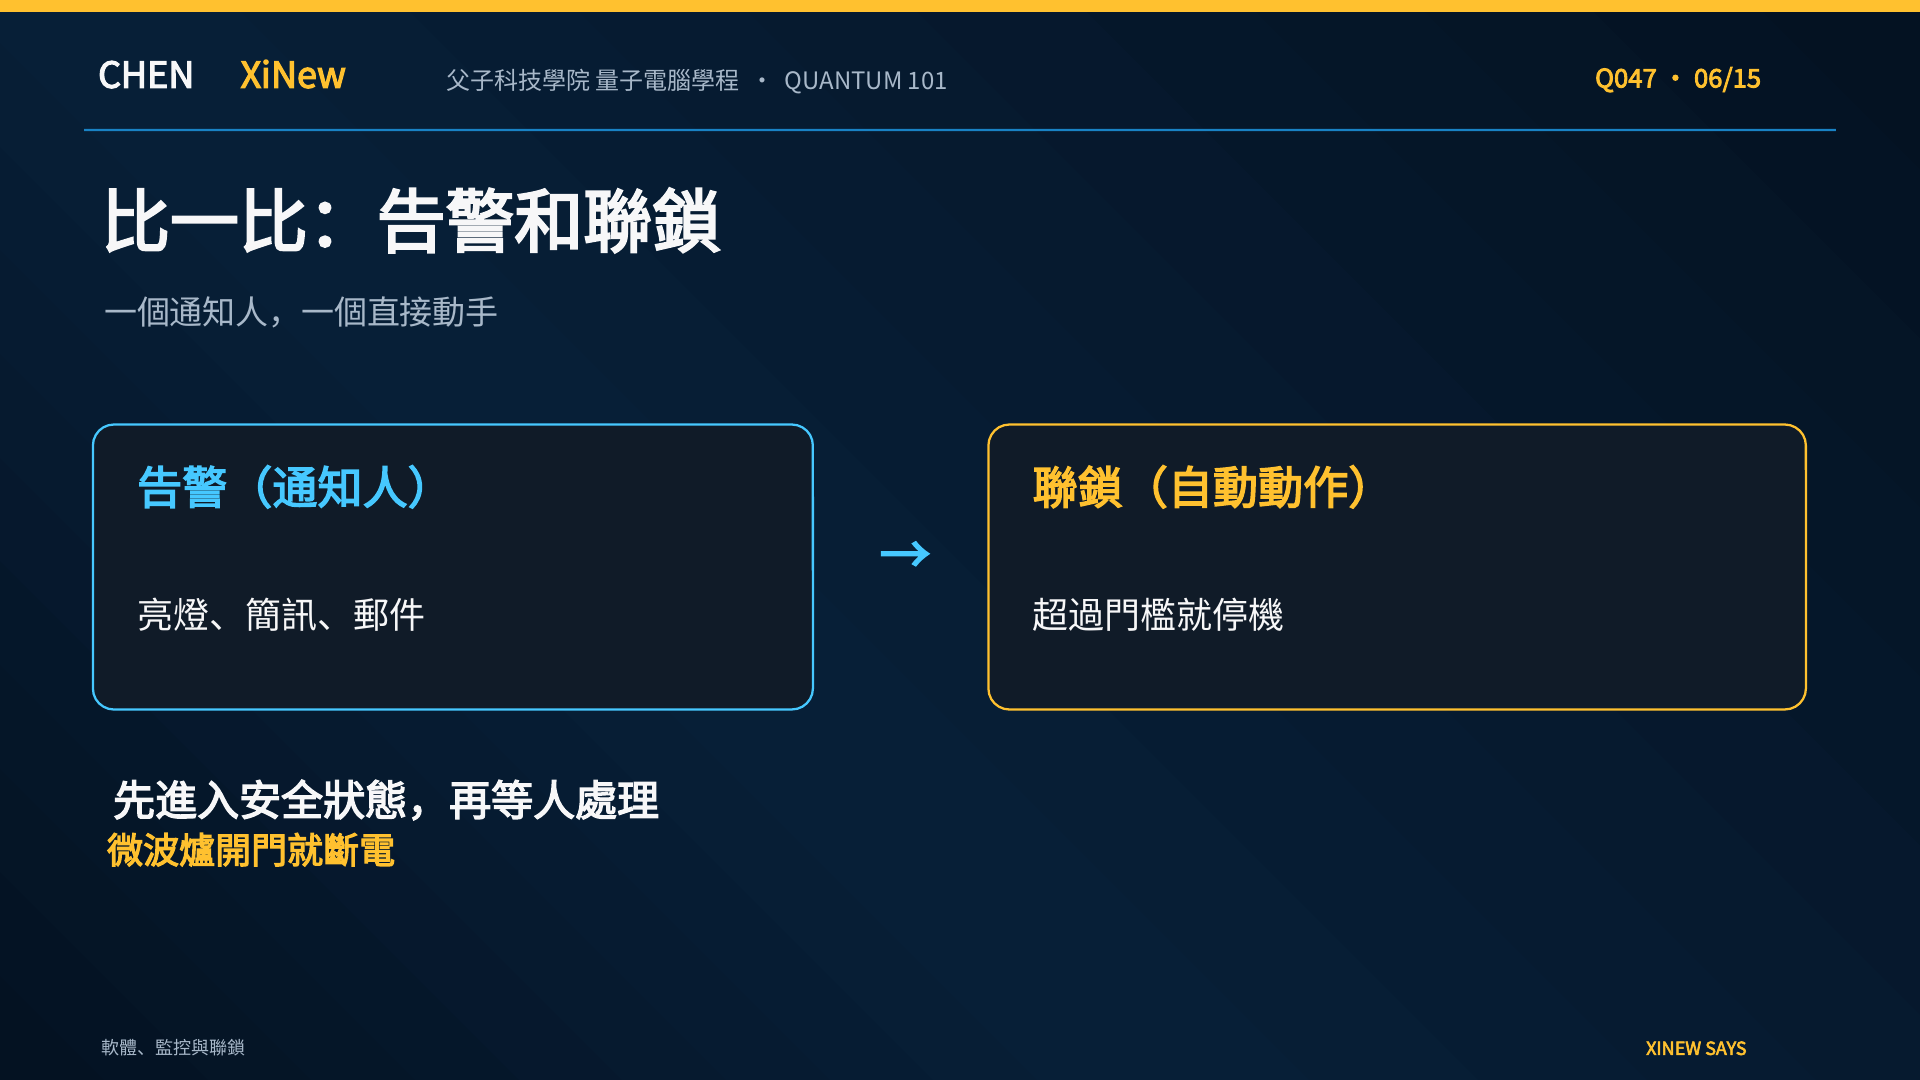 CHEN XiNew 父子科技學院 量子電腦學程 · QUANTUM 101 Q047 · 06/15
比一比：告警和聯鎖
一個通知人，一個直接動手
告警（通知人）
亮燈、簡訊、郵件
→
聯鎖（自動動作）
超過門檻就停機
先進入安全狀態，再等人處理
微波爐開門就斷電
軟體、監控與聯鎖 XINEW SAYS